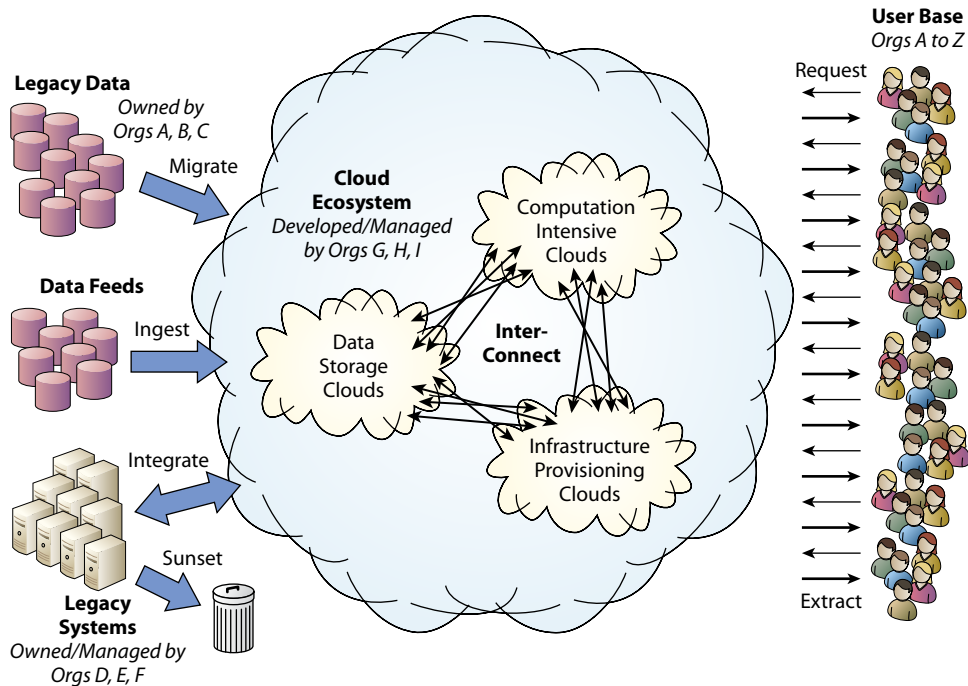 User Base
Orgs A to Z
Request
Legacy Data
Owned by
Orgs A, B, C
Migrate
Cloud
Ecosystem
Developed/Managed
by Orgs G, H, I
Computation
Intensive
Clouds
Data Feeds
Ingest
Inter-
Connect
Data
Storage
Clouds
Infrastructure
Provisioning
Clouds
Integrate
Sunset
Legacy
Systems
Owned/Managed by
Orgs D, E, F
Extract